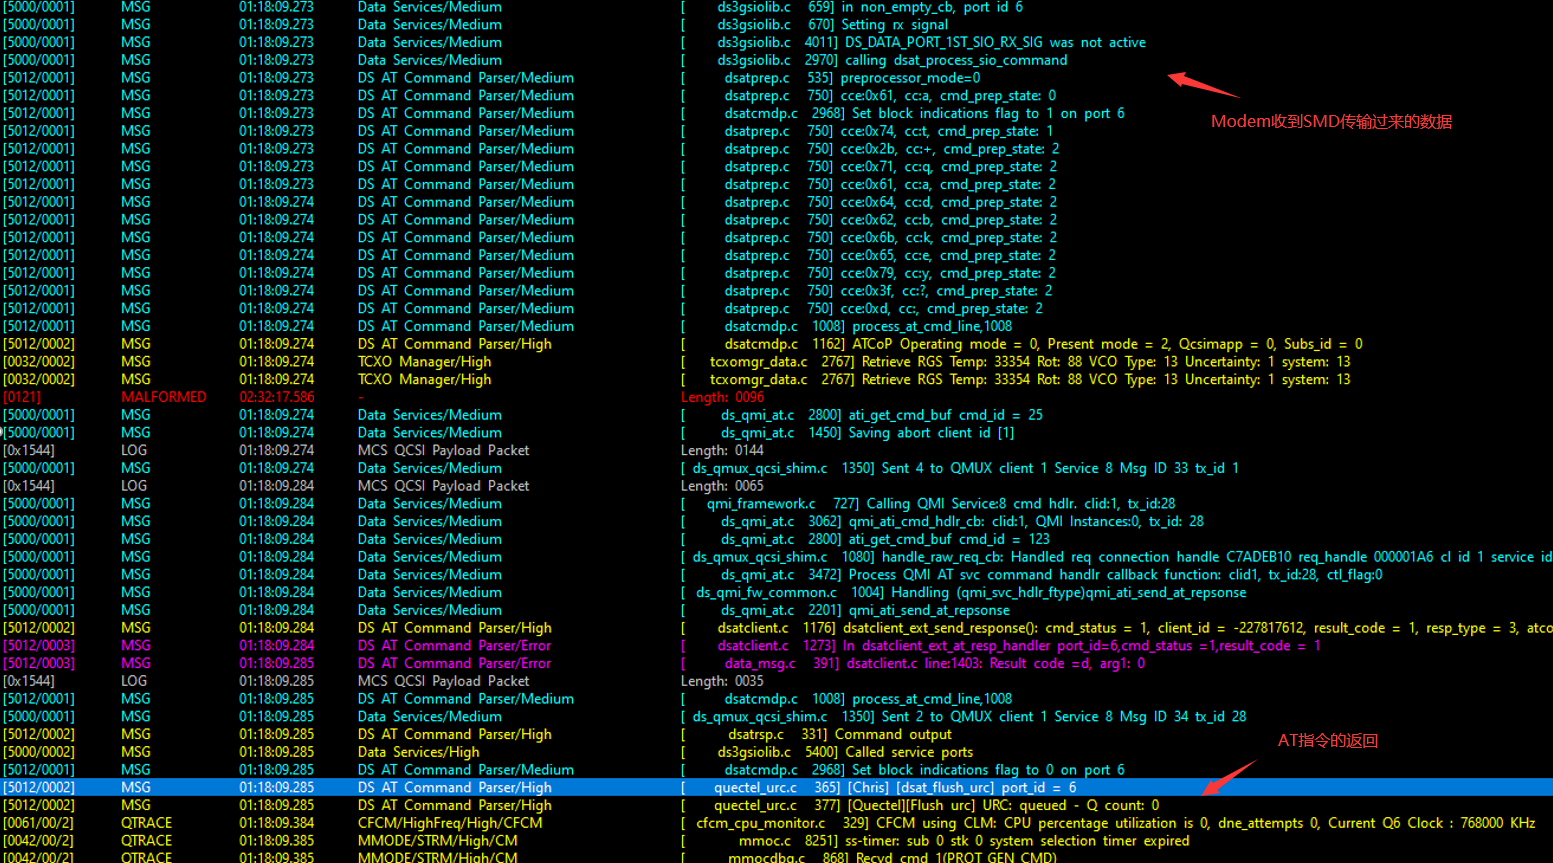 [5000/0001] MSG 01:18:09.273 Data Services/Medium [ ds3gsiolib.c 659] in non_empty_cb, port id 6
[5000/0001] MSG 01:18:09.273 Data Services/Medium [ ds3gsiolib.c 670] Setting rx signal
[5000/0001] MSG 01:18:09.273 Data Services/Medium [ ds3gsiolib.c 4011] DS_DATA_PORT_1ST_SIO_RX_SIG was not active
[5000/0001] MSG 01:18:09.273 Data Services/Medium [ ds3gsiolib.c 2970] calling dsat_process_sio_command
[5012/0001] MSG 01:18:09.273 DS AT Command Parser/Medium [ dsatprep.c 535] preprocessor_mode=0
[5012/0001] MSG 01:18:09.273 DS AT Command Parser/Medium [ dsatprep.c 750] cce:0x61, cc:a, cmd_prep_state: 0
[5012/0001] MSG 01:18:09.273 DS AT Command Parser/Medium [ dsatcmdp.c 2968] Set block indications flag to 1 on port 6
Modem收到SMD传输过来的数据
[5012/0001] MSG 01:18:09.273 DS AT Command Parser/Medium [ dsatprep.c 750] cce:0x74, cc:t, cmd_prep_state: 1
[5012/0001] MSG 01:18:09.273 DS AT Command Parser/Medium [ dsatprep.c 750] cce:0x2b, cc:+, cmd_prep_state: 2
[5012/0001] MSG 01:18:09.273 DS AT Command Parser/Medium [ dsatprep.c 750] cce:0x71, cc:q, cmd_prep_state: 2
[5012/0001] MSG 01:18:09.273 DS AT Command Parser/Medium [ dsatprep.c 750] cce:0x61, cc:a, cmd_prep_state: 2
[5012/0001] MSG 01:18:09.274 DS AT Command Parser/Medium [ dsatprep.c 750] cce:0x64, cc:d, cmd_prep_state: 2
[5012/0001] MSG 01:18:09.274 DS AT Command Parser/Medium [ dsatprep.c 750] cce:0x62, cc:b, cmd_prep_state: 2
[5012/0001] MSG 01:18:09.274 DS AT Command Parser/Medium [ dsatprep.c 750] cce:0x6b, cc:k, cmd_prep_state: 2
[5012/0001] MSG 01:18:09.274 DS AT Command Parser/Medium [ dsatprep.c 750] cce:0x65, cc:e, cmd_prep_state: 2
[5012/0001] MSG 01:18:09.274 DS AT Command Parser/Medium [ dsatprep.c 750] cce:0x79, cc:y, cmd_prep_state: 2
[5012/0001] MSG 01:18:09.274 DS AT Command Parser/Medium [ dsatprep.c 750] cce:0x3f, cc:?, cmd_prep_state: 2
[5012/0001] MSG 01:18:09.274 DS AT Command Parser/Medium [ dsatprep.c 750] cce:0xd, cc:, cmd_prep_state: 2
[5012/0001] MSG 01:18:09.274 DS AT Command Parser/Medium [ dsatcmdp.c 1008] process_at_cmd_line,1008
[5012/0002] MSG 01:18:09.274 DS AT Command Parser/High [ dsatcmdp.c 1162] ATCoP Operating mode = 0, Present mode = 2, Qcsimapp = 0, Subs_id = 0
[0032/0002] MSG 01:18:09.274 TCXO Manager/High [ tcxomgr_data.c 2767] Retrieve RGS Temp: 33354 Rot: 88 VCO Type: 13 Uncertainty: 1 system: 13
[0032/0002] MSG 01:18:09.274 TCXO Manager/High [ tcxomgr_data.c 2767] Retrieve RGS Temp: 33354 Rot: 88 VCO Type: 13 Uncertainty: 1 system: 13
[0121] MALFORMED 02:32:17.586 - Length: 0096
[5000/0001] MSG 01:18:09.274 Data Services/Medium [ ds_qmi_at.c 2800] ati_get_cmd_buf cmd_id = 25
[5000/0001] MSG 01:18:09.274 Data Services/Medium [ ds_qmi_at.c 1450] Saving abort client id [1]
[0x1544] LOG 01:18:09.274 MCS QCSI Payload Packet Length: 0144
[5000/0001] MSG 01:18:09.274 Data Services/Medium [ ds_qmux_qcsi_shim.c 1350] Sent 4 to QMUX client 1 Service 8 Msg ID 33 tx_id 1
[0x1544] LOG 01:18:09.284 MCS QCSI Payload Packet Length: 0065
[5000/0001] MSG 01:18:09.284 Data Services/Medium [ qmi_framework.c 727] Calling QMI Service:8 cmd hdlr. clid:1, tx_id:28
[5000/0001] MSG 01:18:09.284 Data Services/Medium [ ds_qmi_at.c 3062] qmi_ati_cmd_hdlr_cb: clid:1, QMI Instances:0, tx_id: 28
[5000/0001] MSG 01:18:09.284 Data Services/Medium [ ds_qmi_at.c 2800] ati_get_cmd_buf cmd_id = 123
[5000/0001] MSG 01:18:09.284 Data Services/Medium [ ds_qmux_qcsi_shim.c 1080] handle_raw_req_cb: Handled req connection handle C7ADEB10 req_handle 000001A6 cl id 1 service id
[5000/0001] MSG 01:18:09.284 Data Services/Medium [ ds_qmi_at.c 3472] Process QMI AT svc command handlr callback function: clid1, tx_id:28, ctl_flag:0
[5000/0001] MSG 01:18:09.284 Data Services/Medium [ ds_qmi_fw_common.c 1004] Handling (qmi_svc_hdlr_ftype)qmi_ati_send_at_repsonse
[5000/0001] MSG 01:18:09.284 Data Services/Medium [ ds_qmi_at.c 2201] qmi_ati_send_at_repsonse
[5012/0002] MSG 01:18:09.284 DS AT Command Parser/High [ dsatclient.c 1176] dsatclient_ext_send_response(): cmd_status = 1, client_id = -227817612, result_code = 1, resp_type = 3, atco
[5012/0003] MSG 01:18:09.284 DS AT Command Parser/Error [ dsatclient.c 1273] In dsatclient_ext_at_resp_handler port_id=6,cmd_status =1,result_code = 1
[5012/0003] MSG 01:18:09.285 DS AT Command Parser/Error [ data_msg.c 391] dsatclient.c line:1403: Result code =d, arg1: 0
[0x1544] LOG 01:18:09.285 MCS QCSI Payload Packet Length: 0035
[5012/0001] MSG 01:18:09.285 DS AT Command Parser/Medium [ dsatcmdp.c 1008] process_at_cmd_line,1008
[5000/0001] MSG 01:18:09.285 Data Services/Medium [ ds_qmux_qcsi_shim.c 1350] Sent 2 to QMUX client 1 Service 8 Msg ID 34 tx_id 28
[5012/0002] MSG 01:18:09.285 DS AT Command Parser/High [ dsatrsp.c 331] Command output
AT指令的返回
[5000/0002] MSG 01:18:09.285 Data Services/High [ ds3gsiolib.c 5400] Called service ports
[5012/0001] MSG 01:18:09.285 DS AT Command Parser/Medium [ dsatcmdp.c 2968] Set block indications flag to 0 on port 6
[5012/0002] MSG 01:18:09.285 DS AT Command Parser/High [ quectel_urc.c 365] [Chris] [dsat_flush_urc] port_id = 6
[5012/0002] MSG 01:18:09.285 DS AT Command Parser/High [ quectel_urc.c 377] [Quectel][Flush urc] URC: queued - Q count: 0
[0061/00/2] QTRACE 01:18:09.384 CFCM/HighFreq/High/CFCM [ cfcm_cpu_monitor.c 329] CFCM using CLM: CPU percentage utilization is 0, dne_attempts 0, Current Q6 Clock : 768000 KHz
[0042/00/2] QTRACE 01:18:09.385 MMODE/STRM/High/CM [ mmoc.c 8251] ss-timer: sub 0 stk 0 system selection timer expired
[0042/00/2] QTRACE 01:18:09.385 MMODE/STRM/High/CM [ mmocdbg.c 868] Recvd cmd 1(PROT GEN CMD)